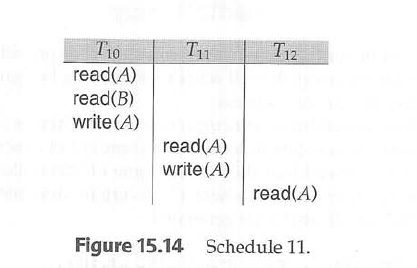 T10 T11 T12
read(A)
read(B)
write(A)
read(A)
write(A)
read(A)
Figure 15.14 Schedule 11.